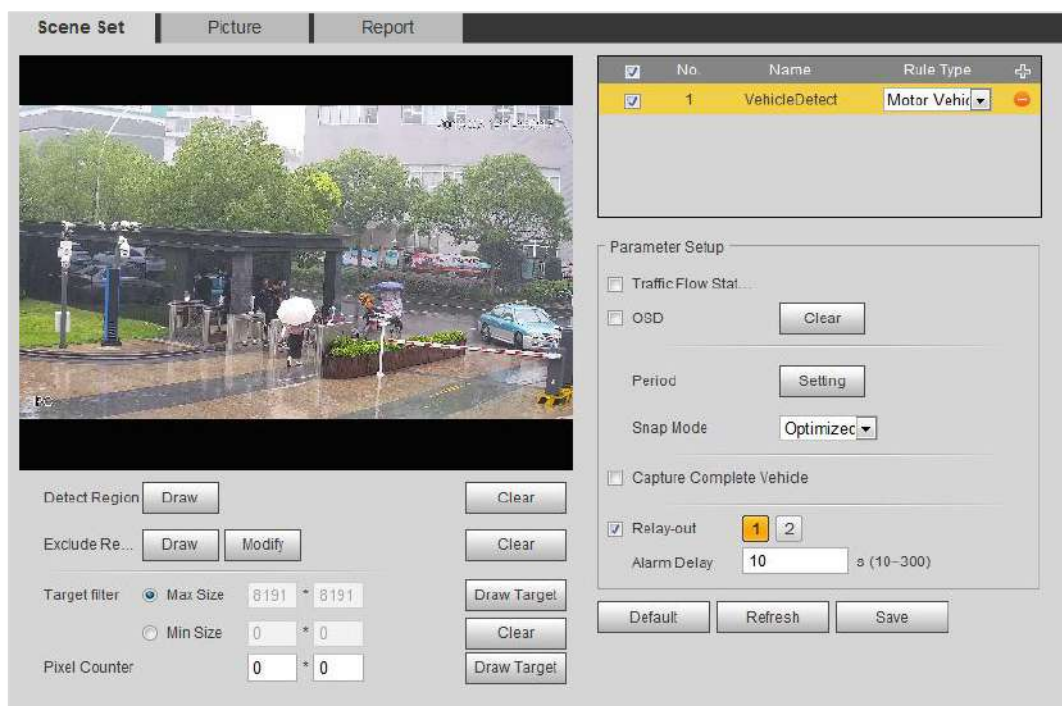 Scene Set Picture Report
No. Name Rule Type
1 VehicleDetect Motor Vehic
Parameter Setup
Traffic Flow Stat...
OSD Clear
Period Setting
Snap Mode Optimized
Capture Complete Vehicle
Relay-out 1 2
Alarm Delay 10 s (10~300)
Default Refresh Save
Detect Region Draw Clear
Exclude Re... Draw Modify Clear
Target filter Max Size 8191 * 8191 Draw Target
Min Size 0 * 0 Clear
Pixel Counter 0 * 0 Draw Target